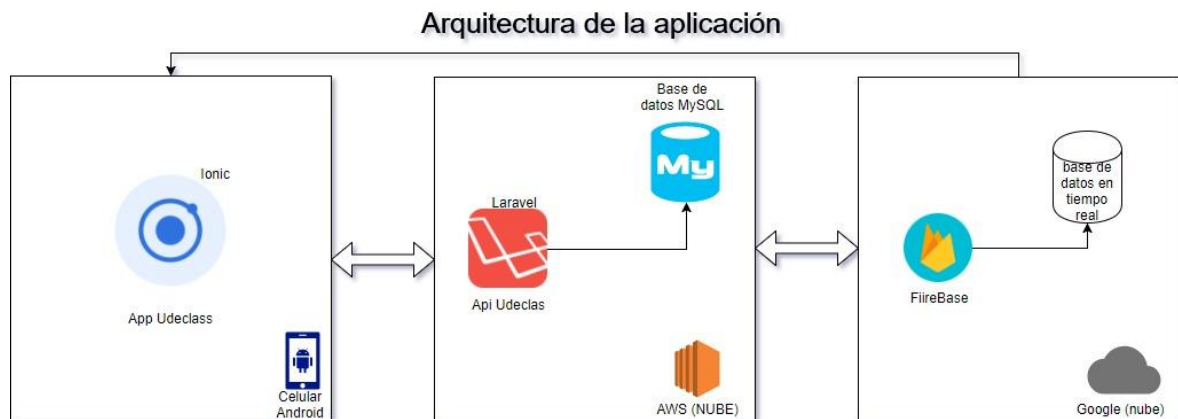 Arquitectura de la aplicación
Ionic
App Udeclass
Celular
Android
Base de
datos MySQL
My
Laravel
Api Udeclas
AWS (NUBE)
base de
datos en
tiempo
real
FiireBase
Google (nube)